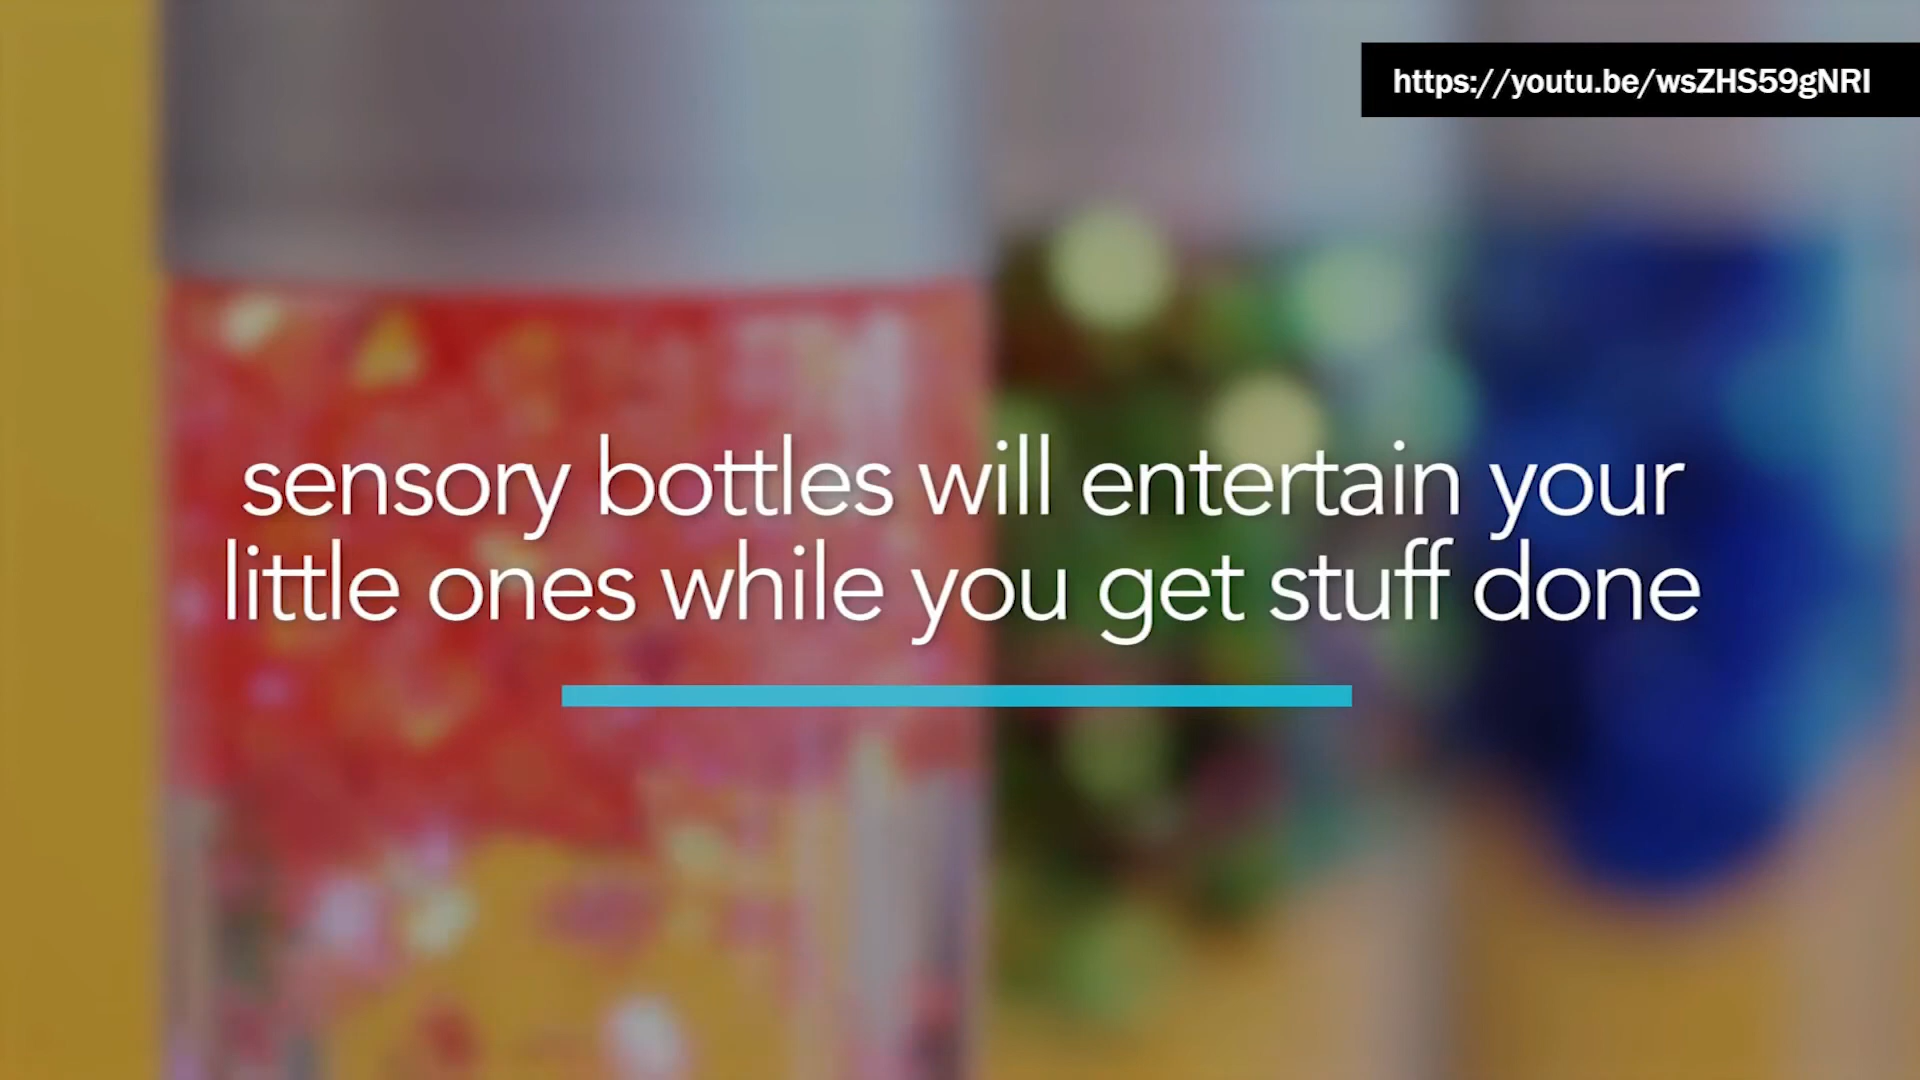 https://youtu.be/wsZHS59gNRI
sensory bottles will entertain your
little ones while you get stuff done